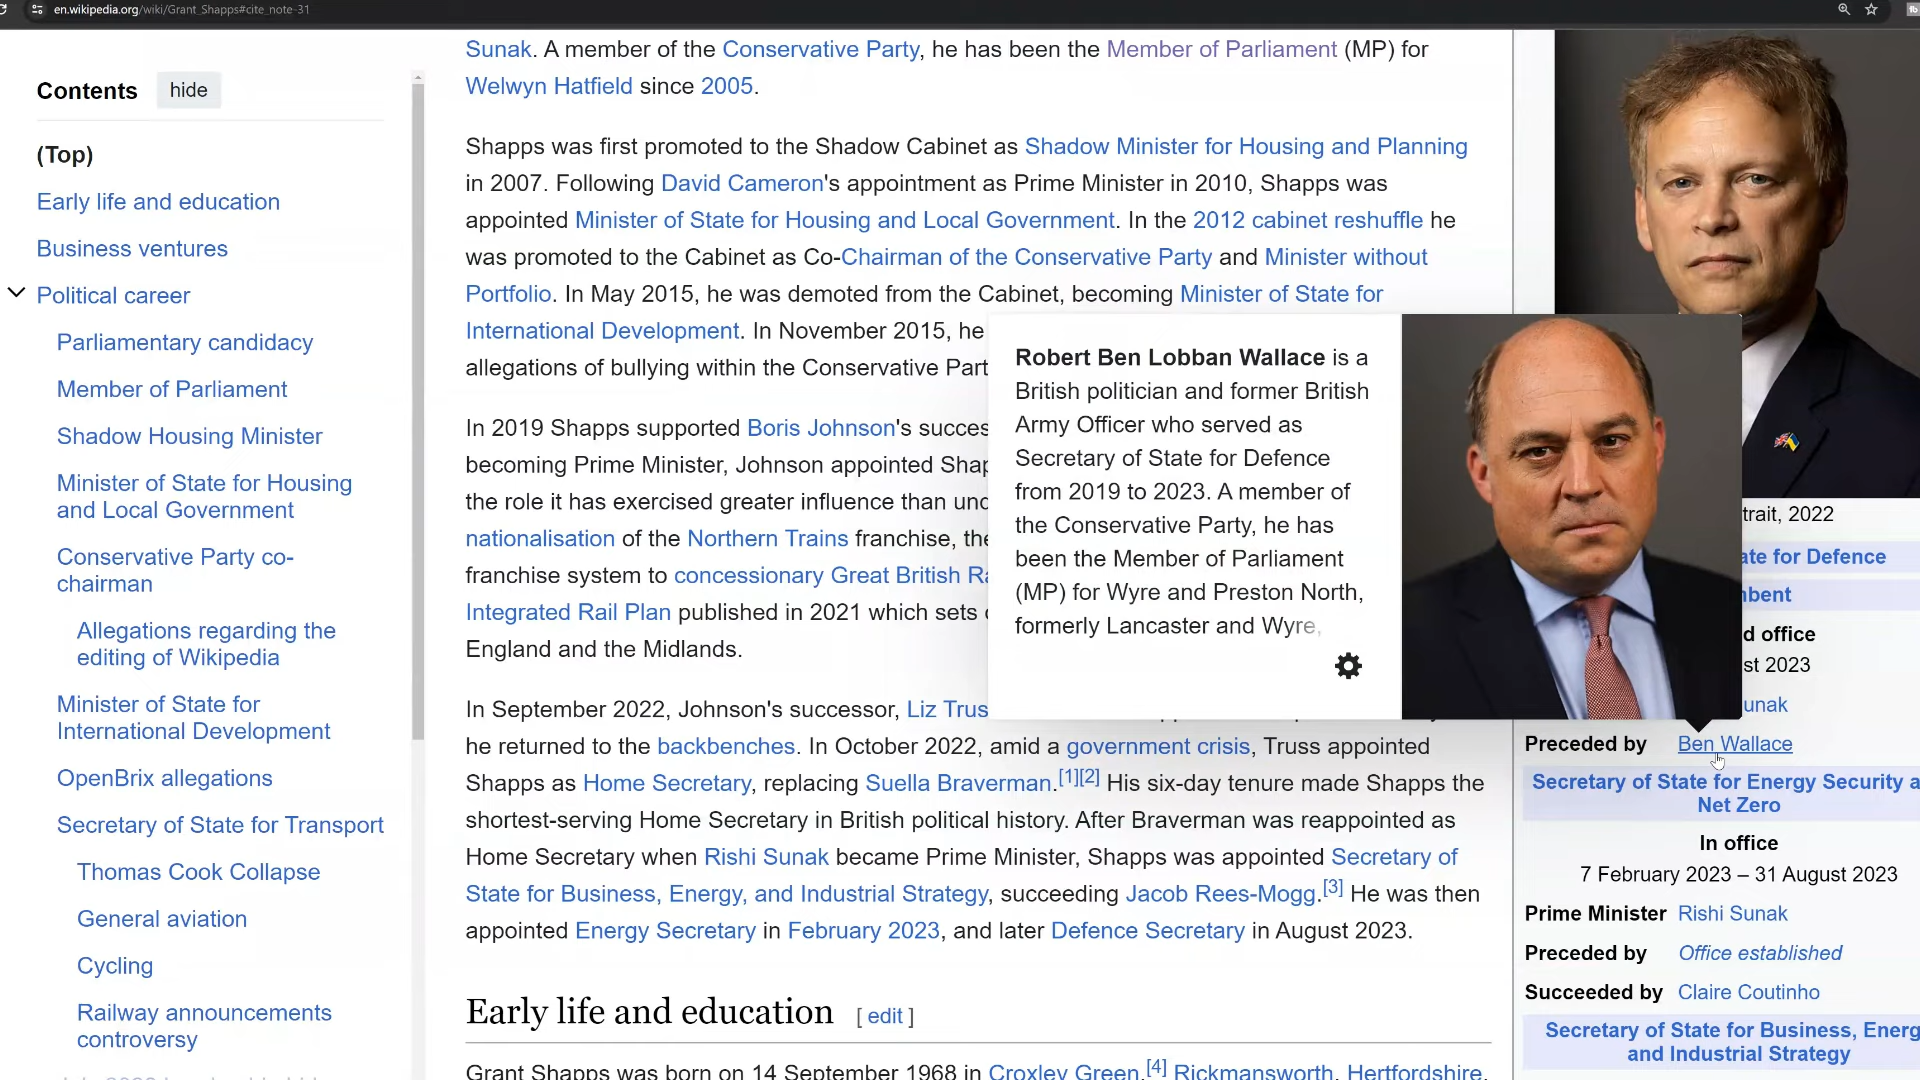 en.wikipedia.org/wiki/Grant_Shapps#cite_note-31
Contents hide
(Top)
Early life and education
Business ventures
Political career
Parliamentary candidacy
Member of Parliament
Shadow Housing Minister
Minister of State for Housing
and Local Government
Conservative Party co-
chairman
Allegations regarding the
editing of Wikipedia
Minister of State for
International Development
OpenBrix allegations
Secretary of State for Transport
Thomas Cook Collapse
General aviation
Cycling
Railway announcements
controversy
Sunak. A member of the Conservative Party, he has been the Member of Parliament (MP) for
Welwyn Hatfield since 2005.
Shapps was first promoted to the Shadow Cabinet as Shadow Minister for Housing and Planning
in 2007. Following David Cameron's appointment as Prime Minister in 2010, Shapps was
appointed Minister of State for Housing and Local Government. In the 2012 cabinet reshuffle he
was promoted to the Cabinet as Co-Chairman of the Conservative Party and Minister without
Portfolio. In May 2015, he was demoted from the Cabinet, becoming Minister of State for
International Development. In November 2015, he
allegations of bullying within the Conservative Part
In 2019 Shapps supported Boris Johnson's succes
becoming Prime Minister, Johnson appointed Shap
the role it has exercised greater influence than und
nationalisation of the Northern Trains franchise, the
franchise system to concessionary Great British Ra
Integrated Rail Plan published in 2021 which sets
England and the Midlands.
In September 2022, Johnson's successor, Liz Trus
he returned to the backbenches. In October 2022, amid a government crisis, Truss appointed
Shapps as Home Secretary, replacing Suella Braverman.[1][2] His six-day tenure made Shapps the
shortest-serving Home Secretary in British political history. After Braverman was reappointed as
Home Secretary when Rishi Sunak became Prime Minister, Shapps was appointed Secretary of
State for Business, Energy, and Industrial Strategy, succeeding Jacob Rees-Mogg.[3] He was then
appointed Energy Secretary in February 2023, and later Defence Secretary in August 2023.
Early life and education [ edit ]
Grant Shapps was born on 14 September 1968 in Croxley Green,[4] Rickmansworth, Hertfordshire,
Robert Ben Lobban Wallace is a
British politician and former British
Army Officer who served as
Secretary of State for Defence
from 2019 to 2023. A member of
the Conservative Party, he has
been the Member of Parliament
(MP) for Wyre and Preston North,
formerly Lancaster and Wyre,
trait, 2022
ate for Defence
nbent
d office
st 2023
unak
Preceded by Ben Wallace
Secretary of State for Energy Security a
Net Zero
In office
7 February 2023 – 31 August 2023
Prime Minister Rishi Sunak
Preceded by Office established
Succeeded by Claire Coutinho
Secretary of State for Business, Energ
and Industrial Strategy